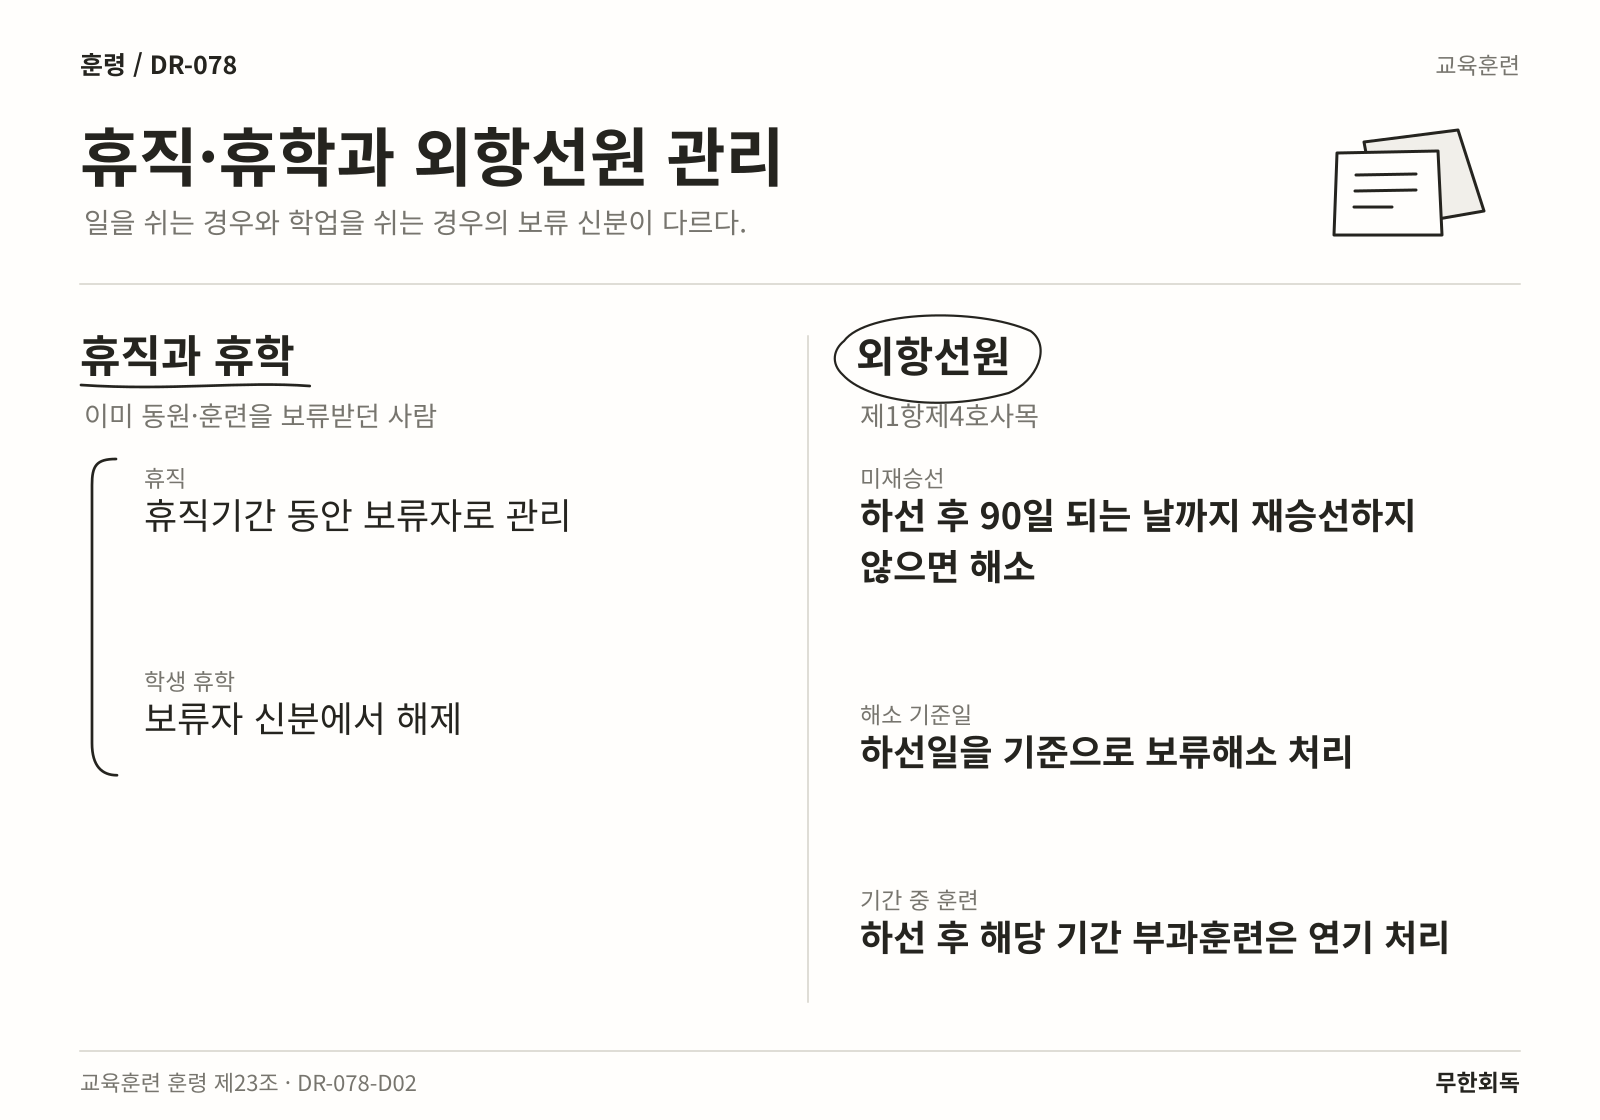 훈령 / DR-078
교육훈련
휴직·휴학과 외항선원 관리
일을 쉬는 경우와 학업을 쉬는 경우의 보류 신분이 다르다.
휴직과 휴학
이미 동원·훈련을 보류받던 사람
휴직
휴직기간 동안 보류자로 관리
학생 휴학
보류자 신분에서 해제
외항선원
제1항제4호사목
미재승선
하선 후 90일 되는 날까지 재승선하지
않으면 해소
해소 기준일
하선일을 기준으로 보류해소 처리
기간 중 훈련
하선 후 해당 기간 부과훈련은 연기 처리
교육훈련 훈령 제23조 · DR-078-D02
무한회독